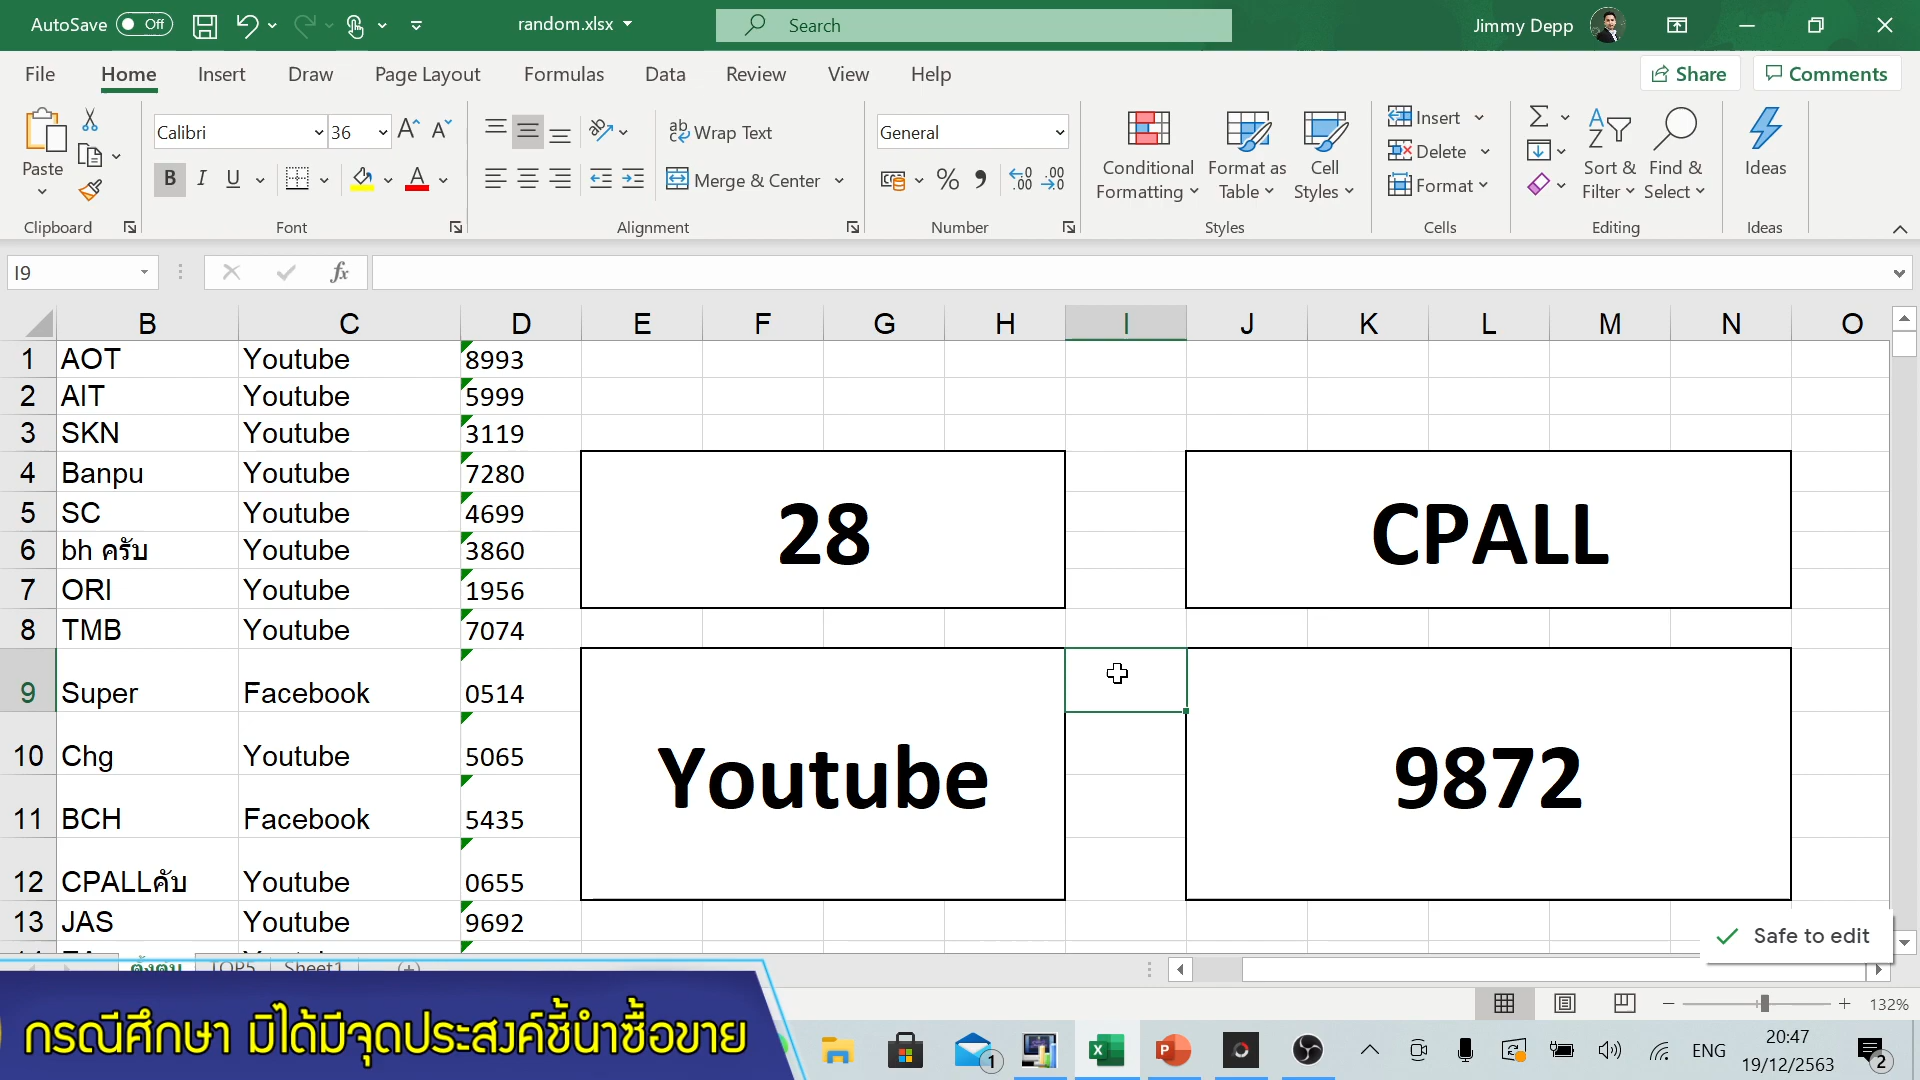 AutoSave Off random.xlsx Search Jimmy Depp
File Home Insert Draw Page Layout Formulas Data Review View Help Share Comments
Paste Calibri 36 Wrap Text General Conditional Formatting Format as Table Cell Styles Insert Delete Format Sort & Filter Find & Select Ideas
B I U Merge & Center
Clipboard Font Alignment Number Styles Cells Editing Ideas
I9 fx
B C D E F G H I J K L M N O
1 AOT Youtube 8993
2 AIT Youtube 5999
3 SKN Youtube 3119
4 Banpu Youtube 7280
5 SC Youtube 4699
6 bh ครับ Youtube 3860
7 ORI Youtube 1956
8 TMB Youtube 7074
9 Super Facebook 0514
10 Chg Youtube 5065
11 BCH Facebook 5435
12 CPALLคับ Youtube 0655
13 JAS Youtube 9692
28 CPALL
Youtube 9872
Safe to edit
TOP5 Sheet1
132%
กรณีศึกษา มิได้มีจุดประสงค์ชี้นำซื้อขาย
1 ENG 20:47 2
19/12/2563